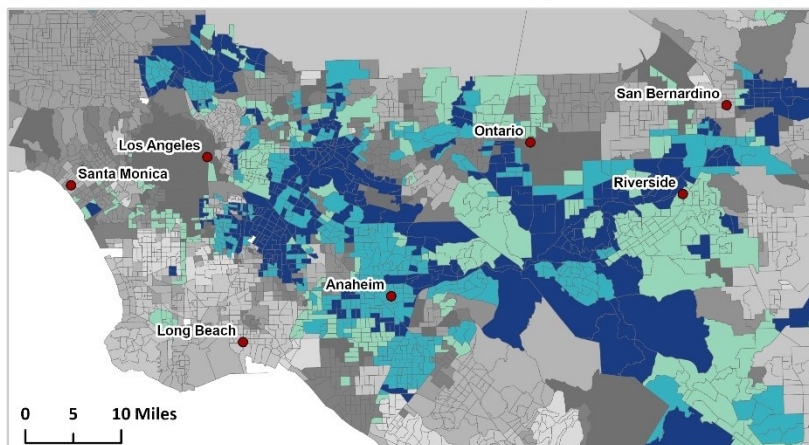 San Bernardino
Ontario
Los Angeles
Santa Monica
Riverside
Anaheim
Long Beach
0 5 10 Miles